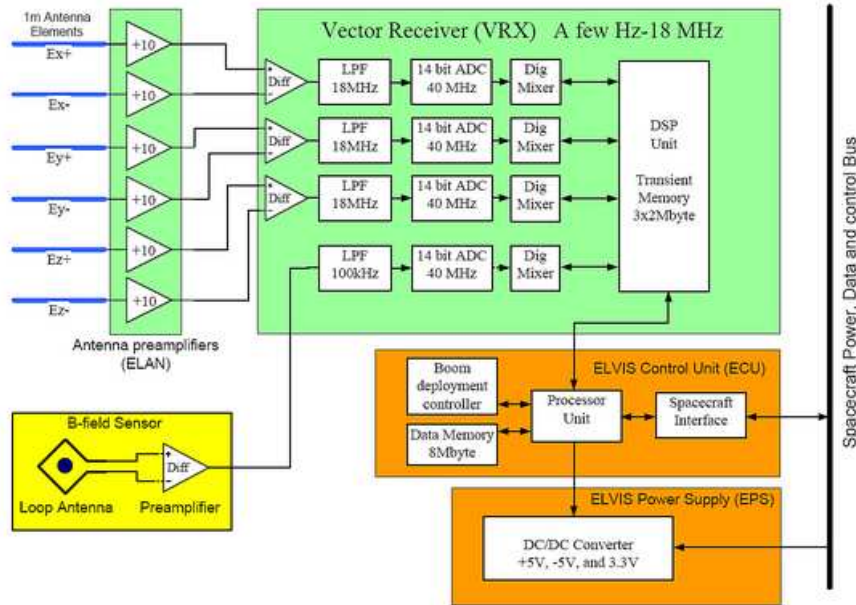 1m Antenna
Elements
Ex+
Ex-
Ey+
Ey-
Ez+
Ez-
+10
+10
+10
+10
+10
+10
Antenna preamplifiers
(ELAN)
Vector Receiver (VRX) A few Hz-18 MHz
+
-
Diff
LPF
18MHz
14 bit ADC
40 MHz
Dig
Mixer
+
-
Diff
LPF
18MHz
14 bit ADC
40 MHz
Dig
Mixer
+
-
Diff
LPF
18MHz
14 bit ADC
40 MHz
Dig
Mixer
LPF
100kHz
14 bit ADC
40 MHz
Dig
Mixer
DSP
Unit
Transient
Memory
3x2Mbyte
B-field Sensor
+
-
Diff
Loop Antenna
Preamplifier
ELVIS Control Unit (ECU)
Boom
deployment
controller
Data Memory
8Mbyte
Processor
Unit
Spacecraft
Interface
ELVIS Power Supply (EPS)
DC/DC Converter
+5V, -5V, and 3.3V
Spacecraft Power, Data and control Bus